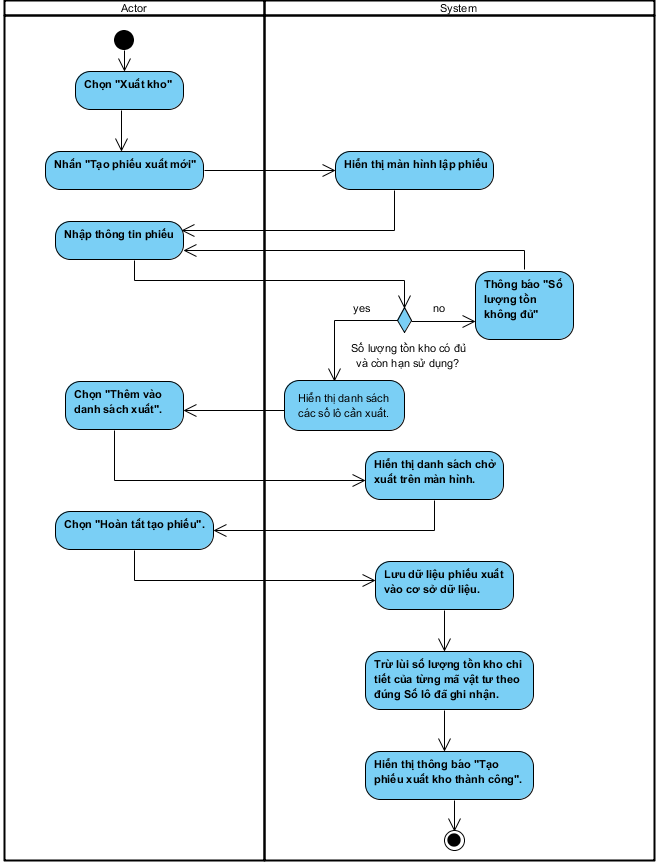 Actor
System
Chọn "Xuất kho"
Nhấn "Tạo phiếu xuất mới"
Hiển thị màn hình lập phiếu
Nhập thông tin phiếu
Thông báo "Số
lượng tồn
không đủ"
yes
no
Số lượng tồn kho có đủ
và còn hạn sử dụng?
Hiển thị danh sách
các số lô cần xuất.
Chọn "Thêm vào
danh sách xuất".
Hiển thị danh sách chờ
xuất trên màn hình.
Chọn "Hoàn tất tạo phiếu".
Lưu dữ liệu phiếu xuất
vào cơ sở dữ liệu.
Trừ lùi số lượng tồn kho chi
tiết của từng mã vật tư theo
đúng Số lô đã ghi nhận.
Hiển thị thông báo "Tạo
phiếu xuất kho thành công".